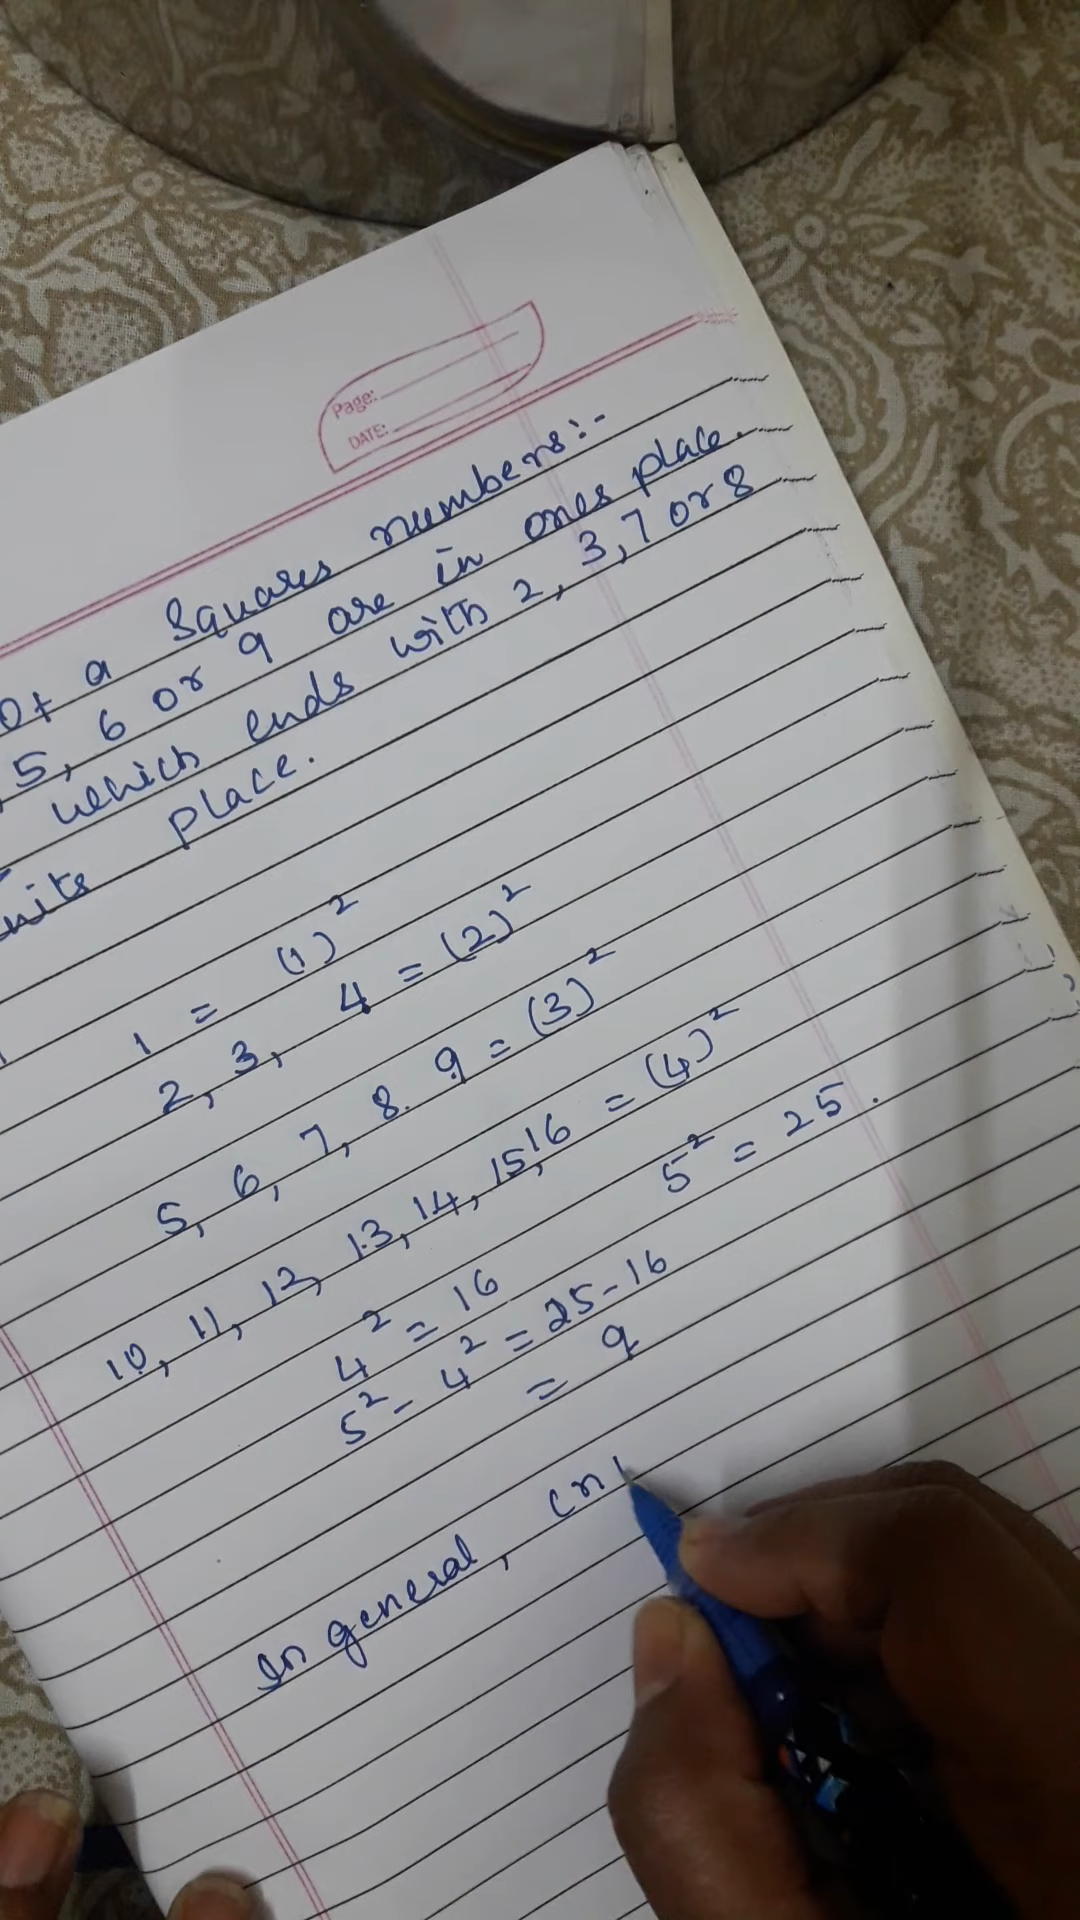 Page:
DATE:
of a Squares numbers:-
5, 6 or 9 are in ones place.
which ends with 2, 3, 7 or 8
units place.
1 = (1)²
2, 3, 4 = (2)²
5, 6, 7, 8. 9 = (3)²
10, 11, 12, 13, 14, 15, 16 = (4)²
4² = 16 5² = 25.
5² - 4² = 25 - 16
= 9
In general, (n